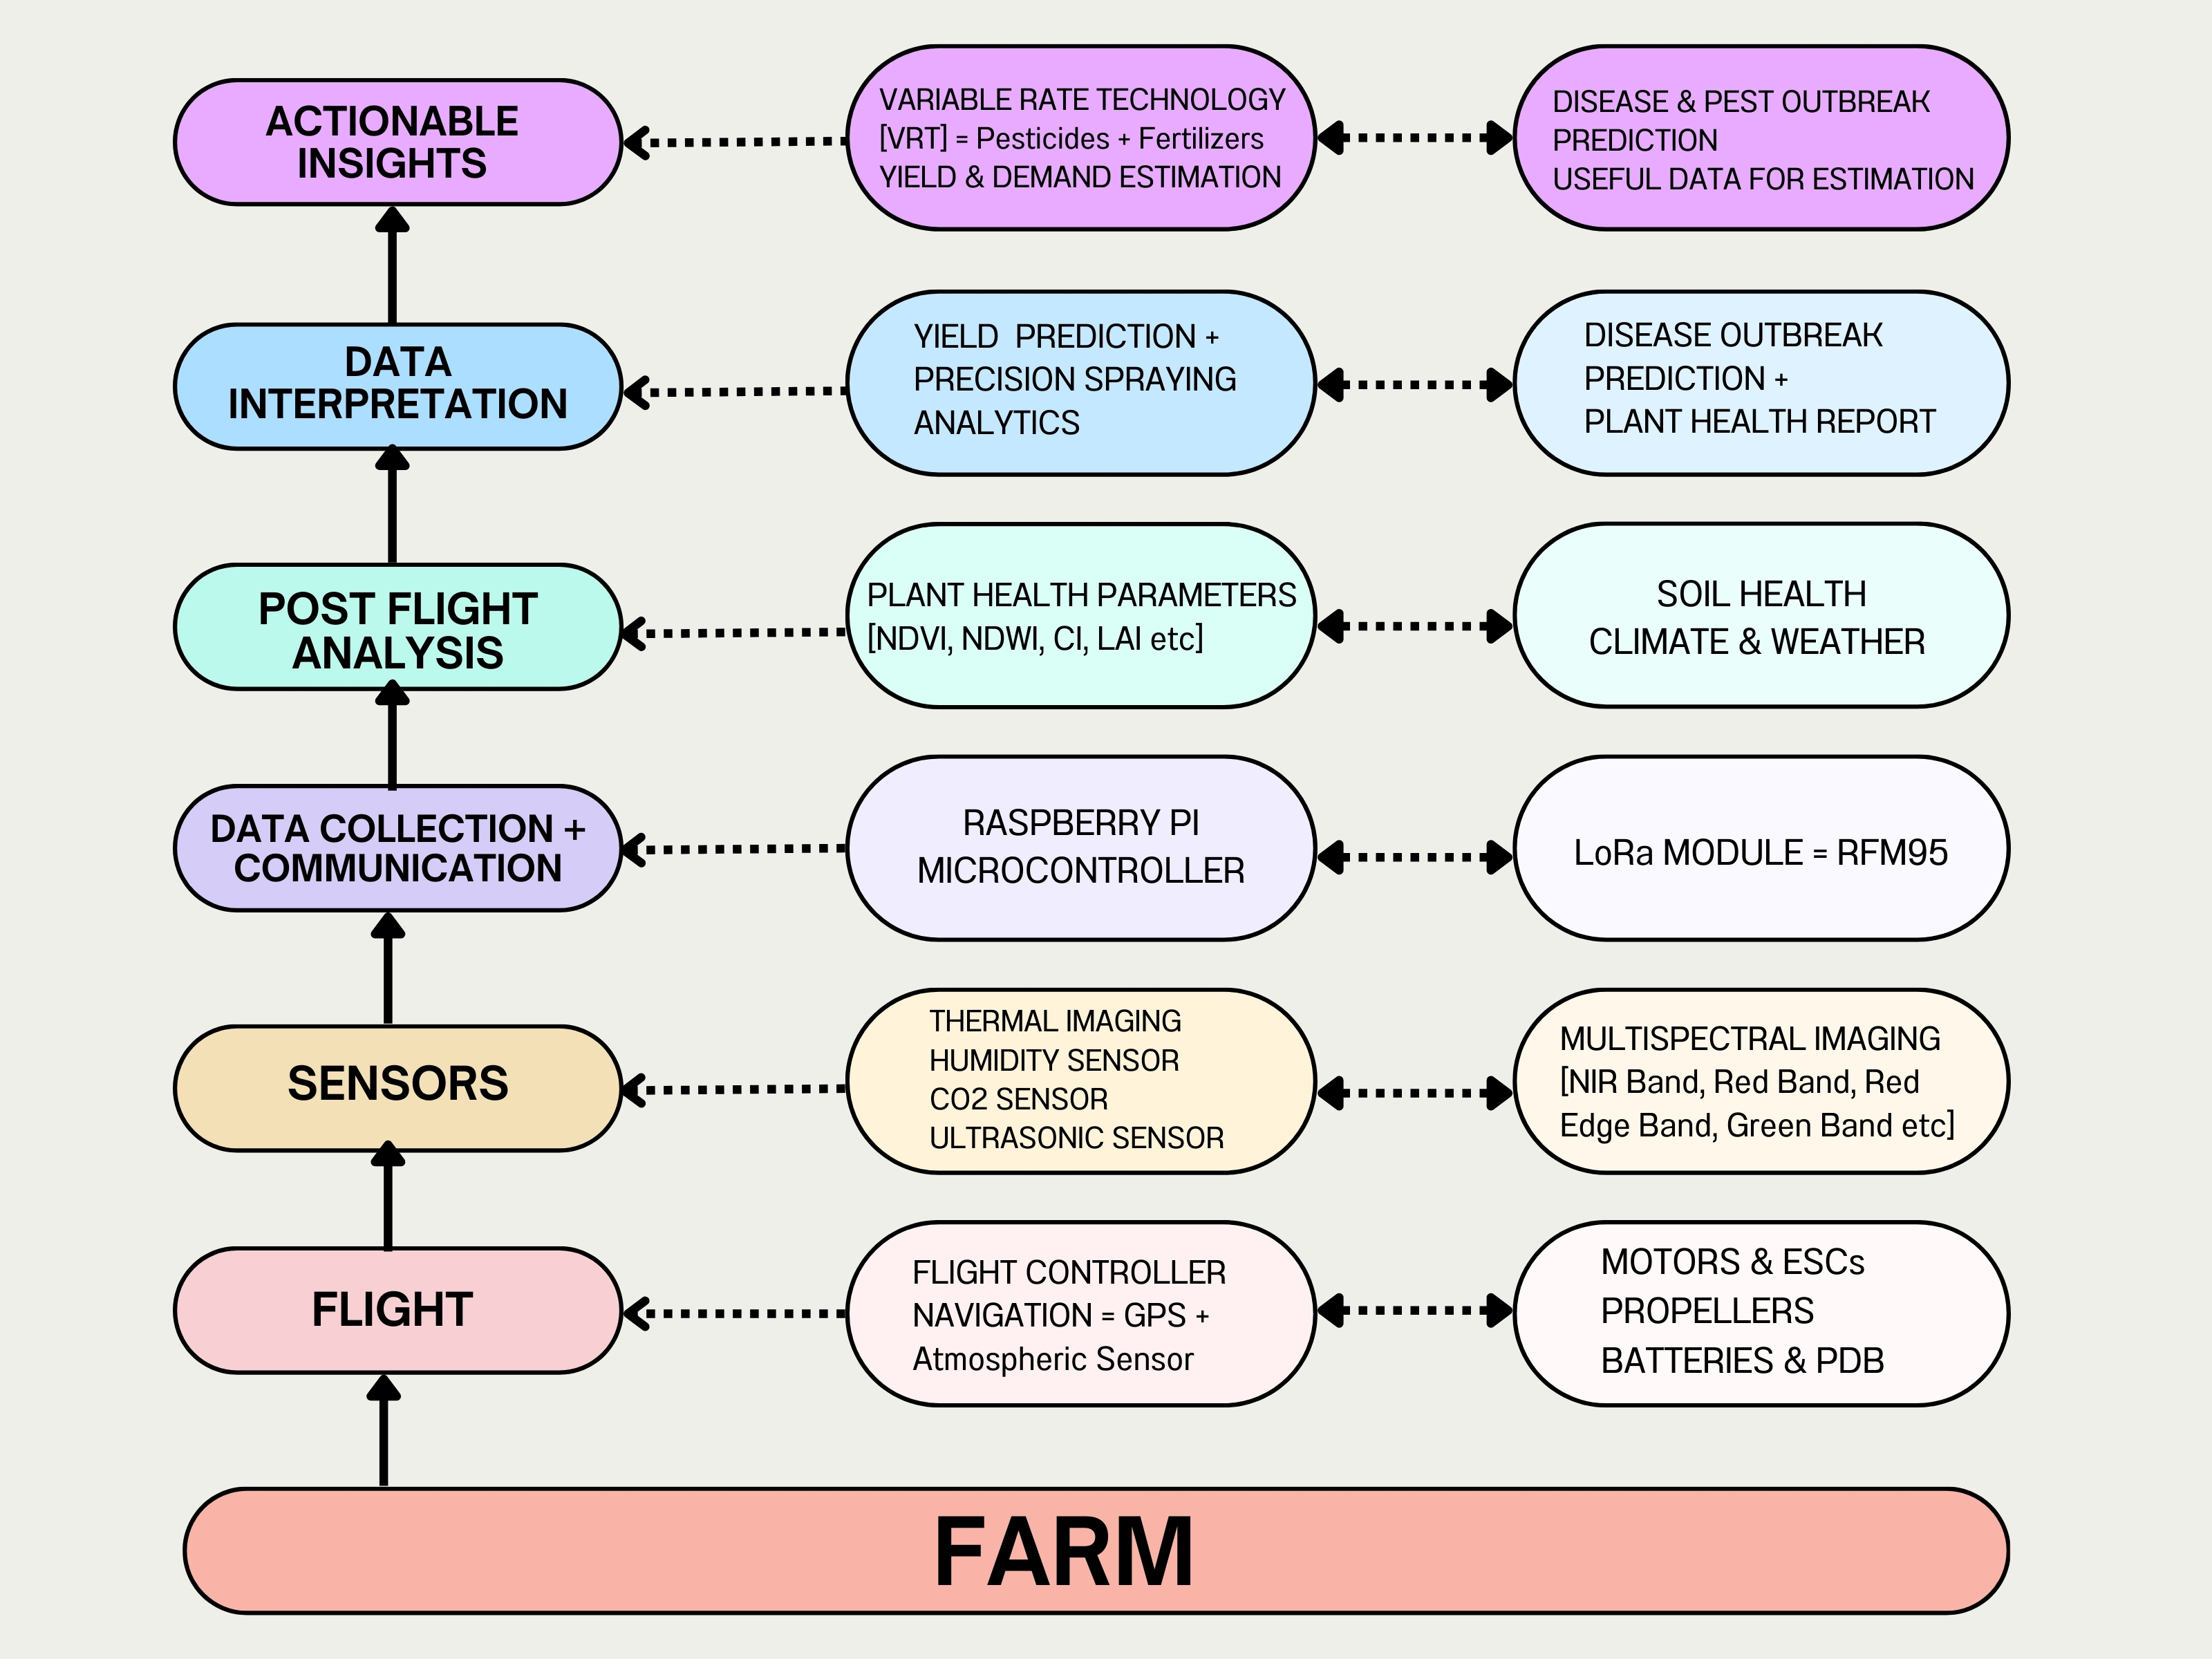 ACTIONABLE
INSIGHTS
VARIABLE RATE TECHNOLOGY
[VRT] = Pesticides + Fertilizers
YIELD & DEMAND ESTIMATION
DISEASE & PEST OUTBREAK
PREDICTION
USEFUL DATA FOR ESTIMATION
DATA
INTERPRETATION
YIELD PREDICTION +
PRECISION SPRAYING
ANALYTICS
DISEASE OUTBREAK
PREDICTION +
PLANT HEALTH REPORT
POST FLIGHT
ANALYSIS
PLANT HEALTH PARAMETERS
[NDVI, NDWI, CI, LAI etc]
SOIL HEALTH
CLIMATE & WEATHER
DATA COLLECTION +
COMMUNICATION
RASPBERRY PI
MICROCONTROLLER
LoRa MODULE = RFM95
SENSORS
THERMAL IMAGING
HUMIDITY SENSOR
CO2 SENSOR
ULTRASONIC SENSOR
MULTISPECTRAL IMAGING
[NIR Band, Red Band, Red
Edge Band, Green Band etc]
FLIGHT
FLIGHT CONTROLLER
NAVIGATION = GPS +
Atmospheric Sensor
MOTORS & ESCs
PROPELLERS
BATTERIES & PDB
FARM